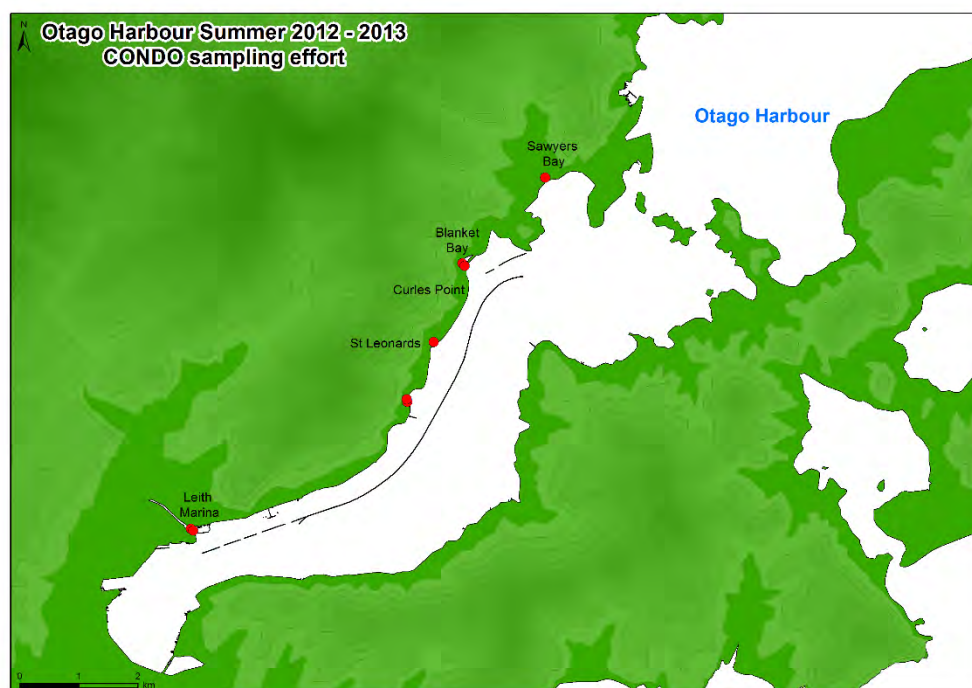 N
Otago Harbour Summer 2012 - 2013
CONDO sampling effort
Otago Harbour
Sawyers
Bay
Blanket
Bay
Curles Point
St Leonards
Leith
Marina
0 1 2
km